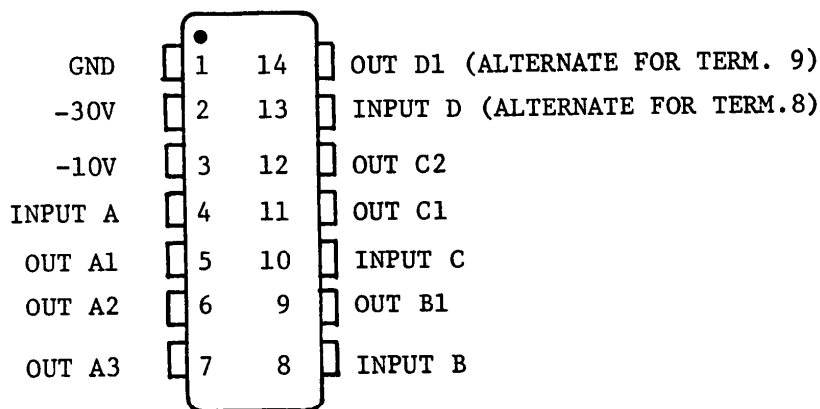 GND 1 14 OUT D1 (ALTERNATE FOR TERM. 9)
-30V 2 13 INPUT D (ALTERNATE FOR TERM.8)
-10V 3 12 OUT C2
INPUT A 4 11 OUT C1
OUT A1 5 10 INPUT C
OUT A2 6 9 OUT B1
OUT A3 7 8 INPUT B